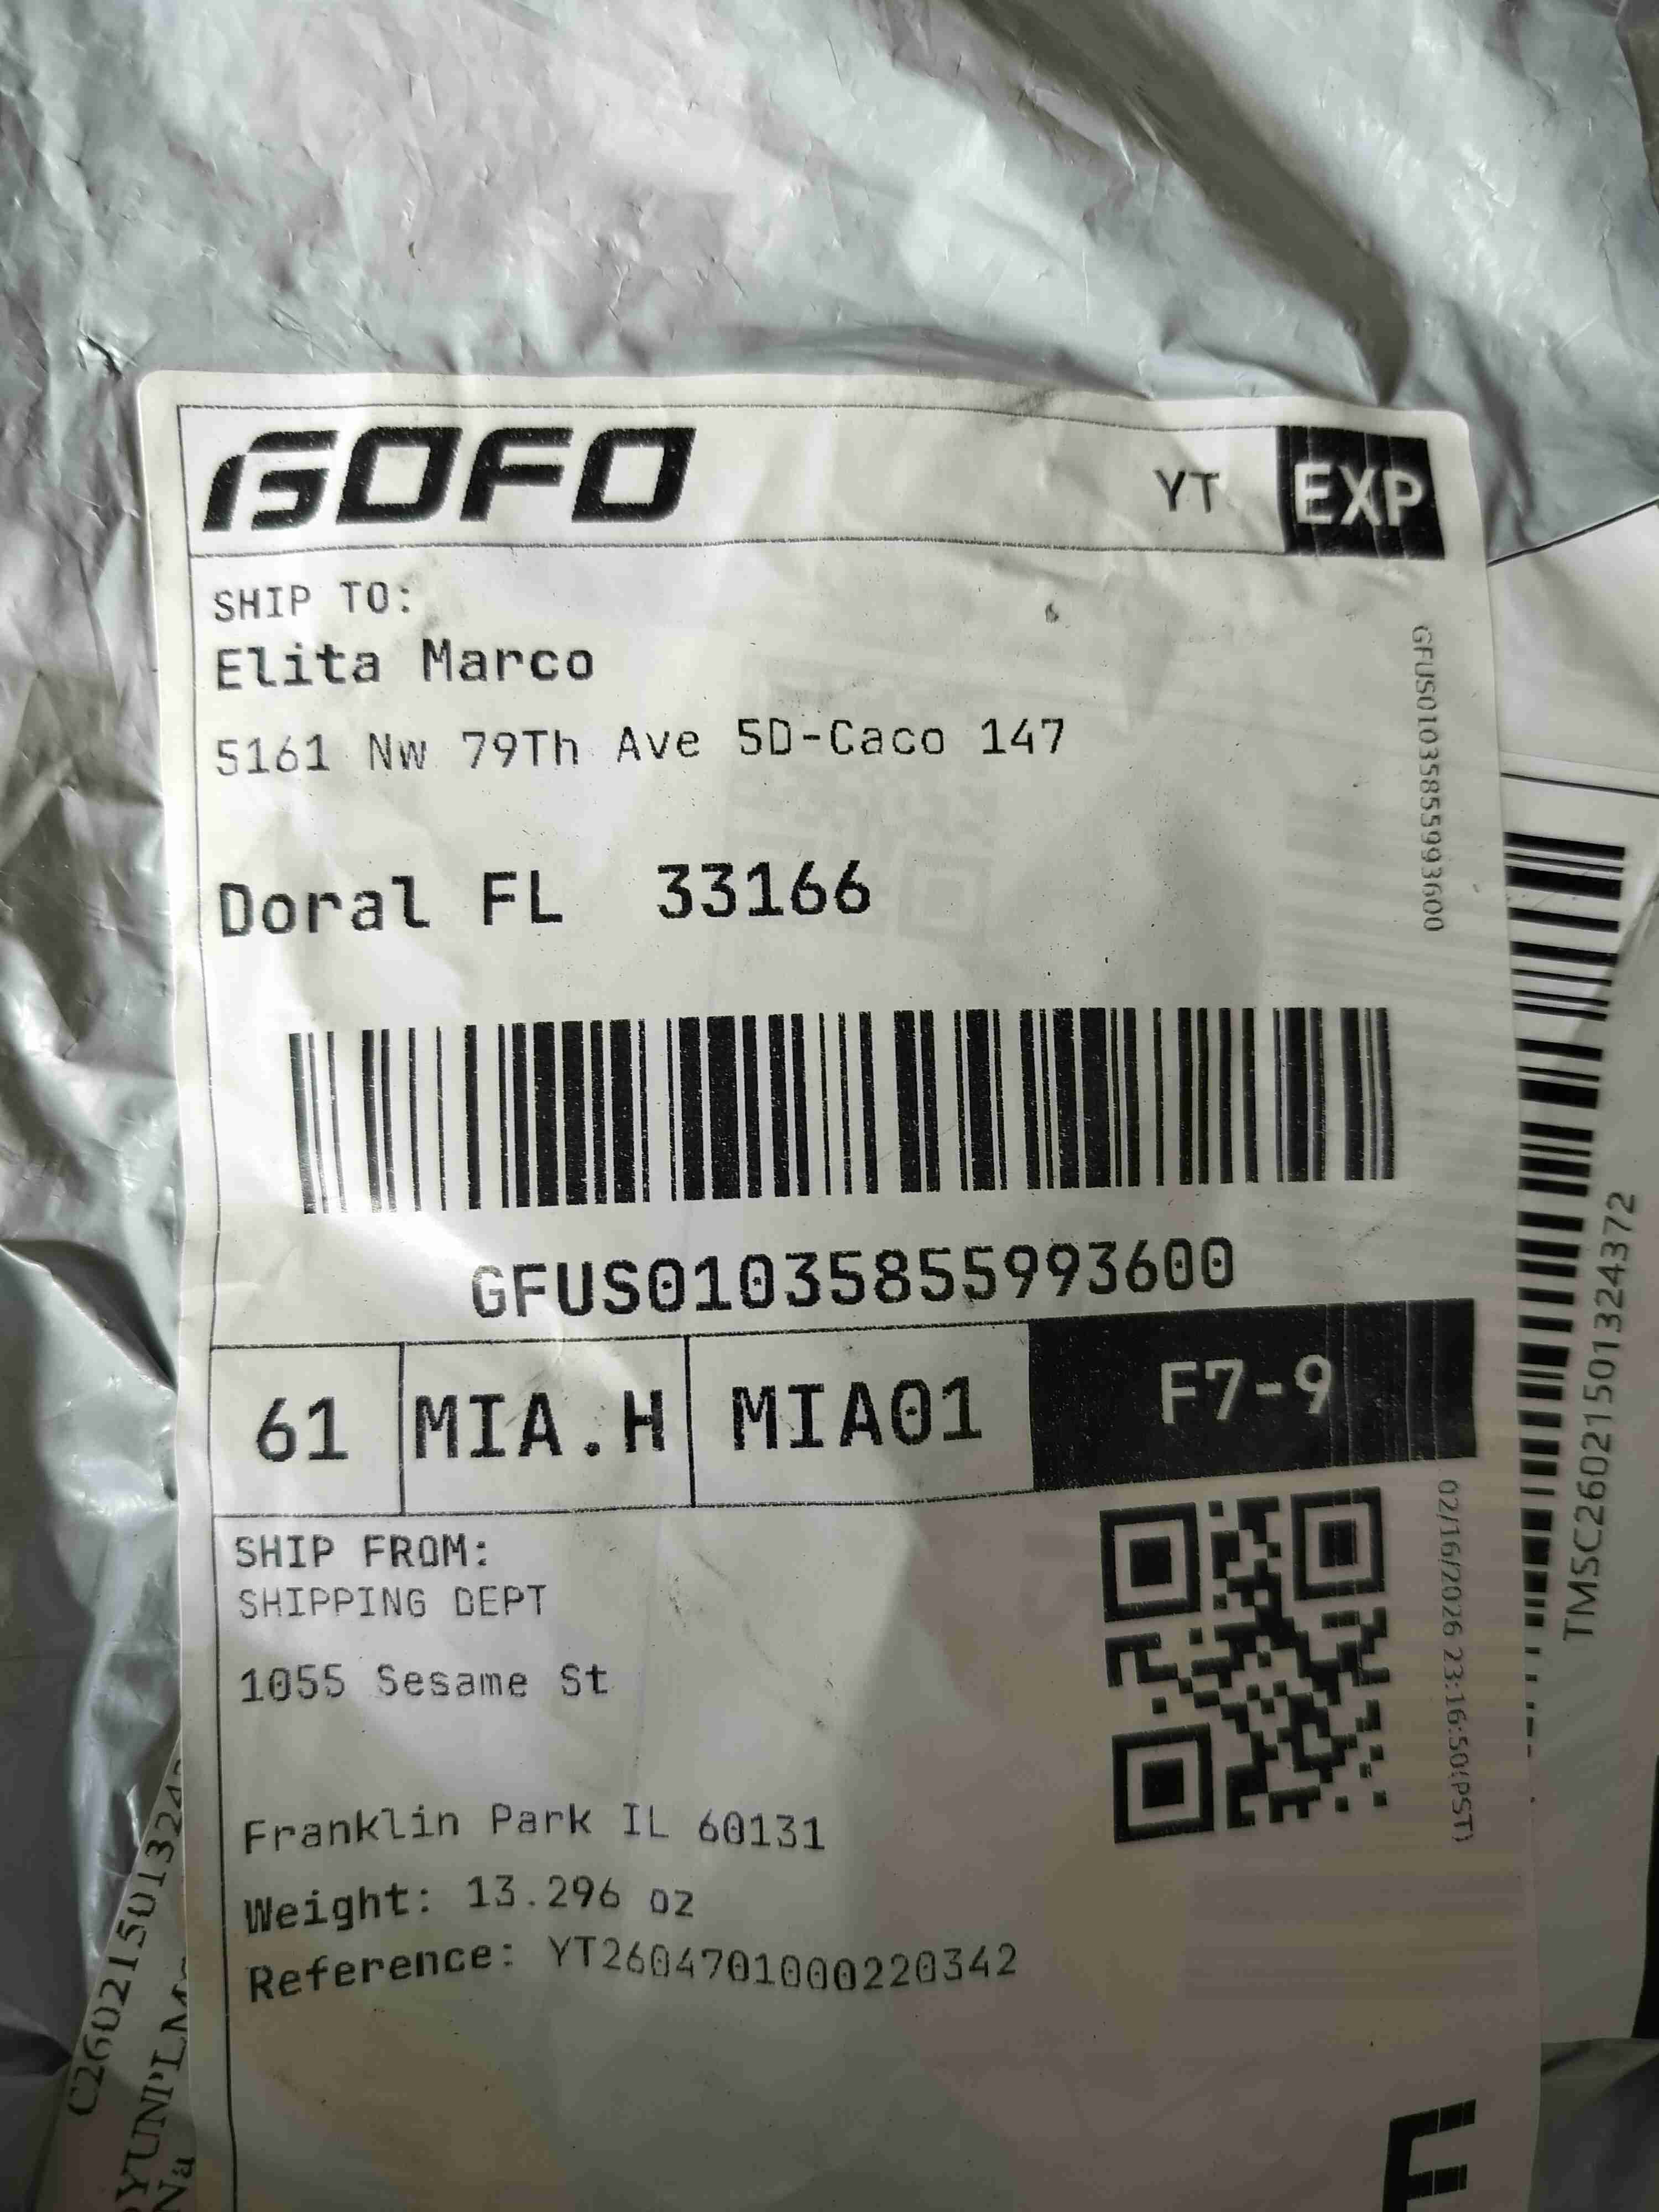 GOFO
YT EXP
SHIP TO:
Elita Marco
5161 Nw 79Th Ave 5D-Caco 147
Doral FL 33166
GFUS01035855993600
GFUS01035855993600
61 MIA.H MIA01 F7-9
SHIP FROM:
SHIPPING DEPT
1055 Sesame St
Franklin Park IL 60131
Weight: 13.296 oz
Reference: YT2604701000220342
02/16/2026 23:16:50(PST)
TMSC26021501324372
E